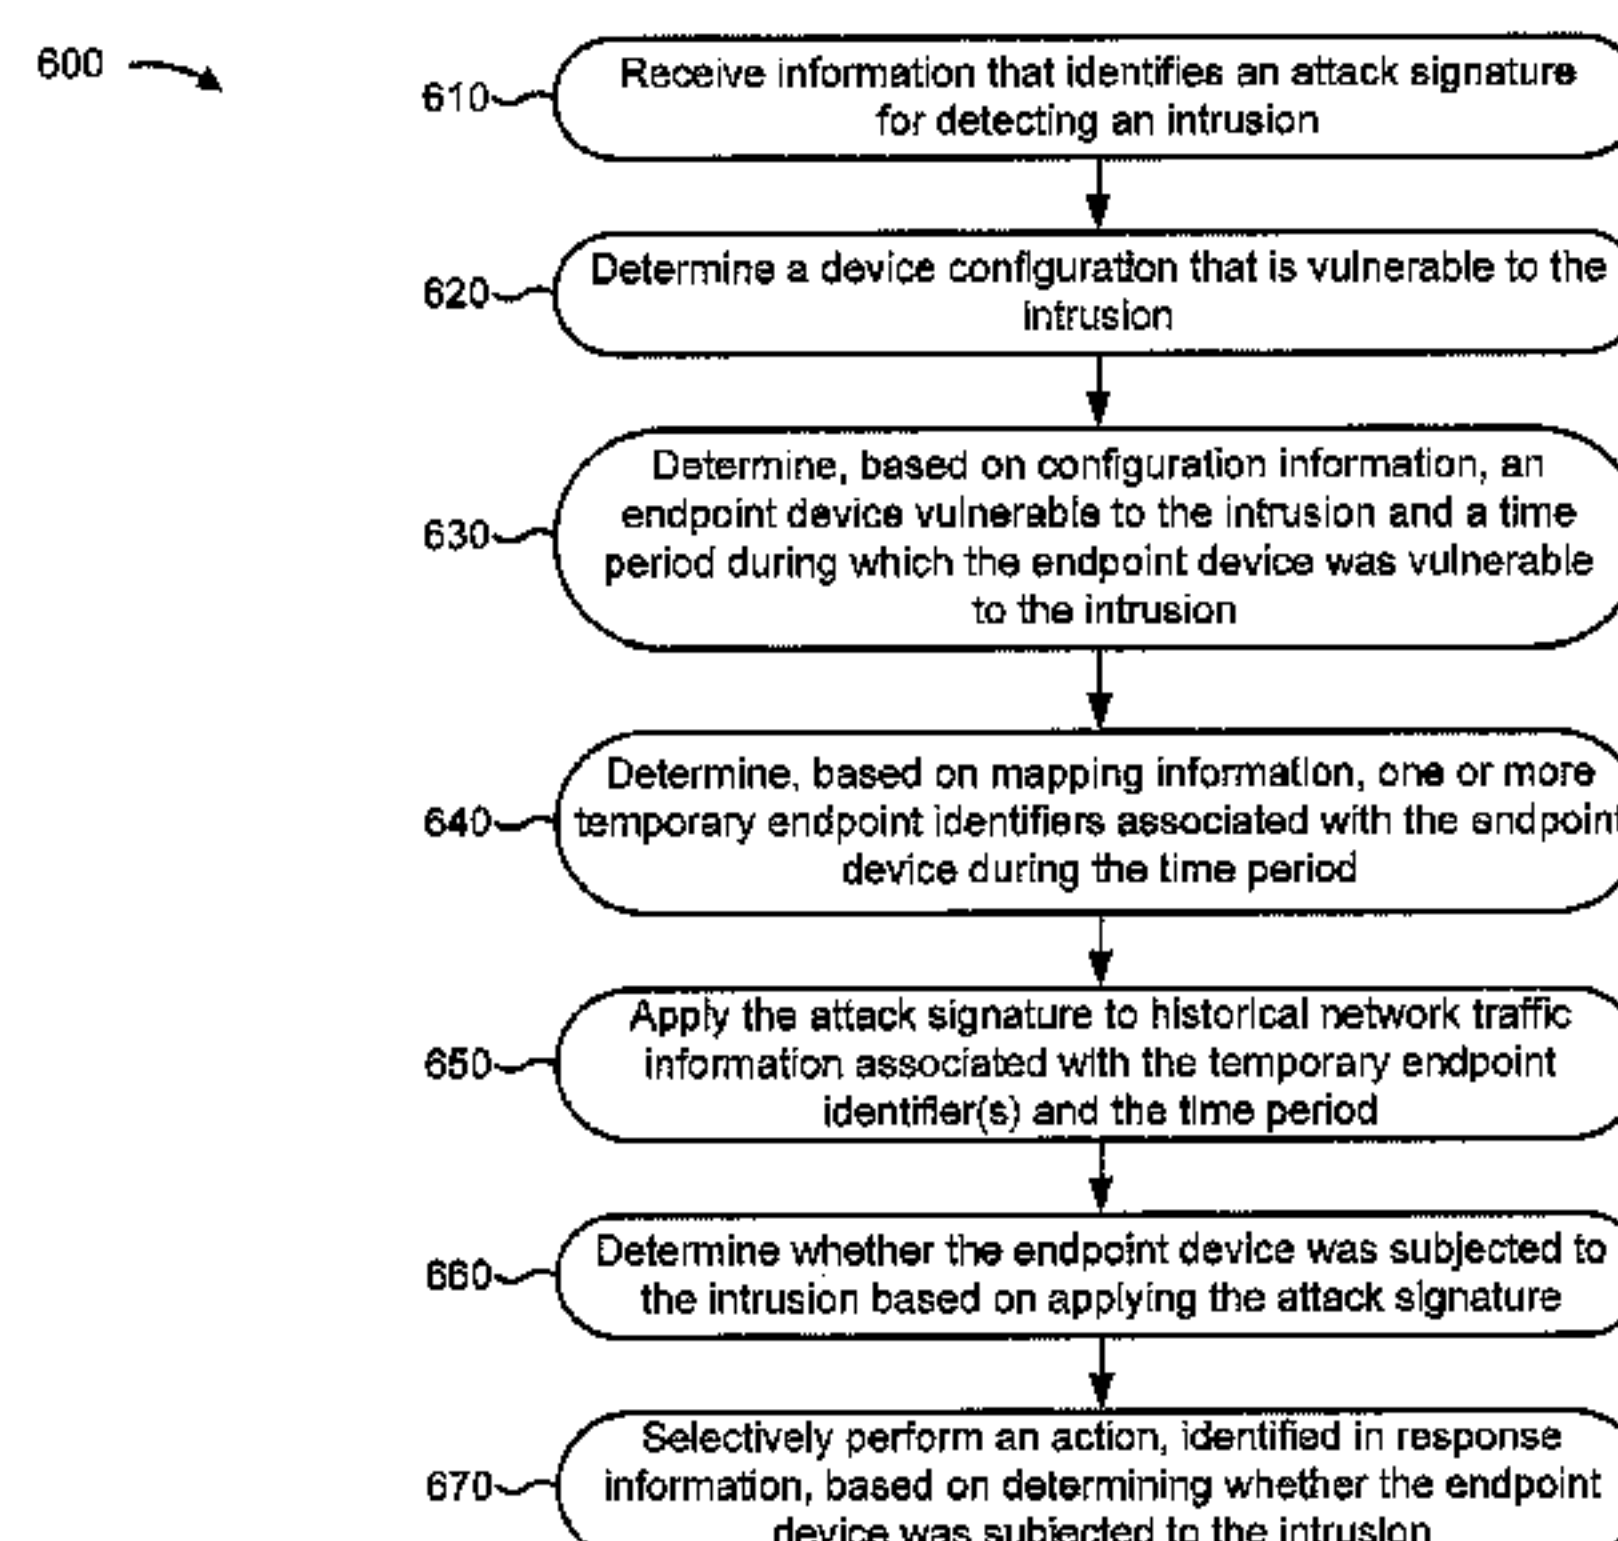 600
610
Receive information that identifies an attack signature
for detecting an intrusion
620
Determine a device configuration that is vulnerable to the
intrusion
630
Determine, based on configuration information, an
endpoint device vulnerable to the intrusion and a time
period during which the endpoint device was vulnerable
to the intrusion
640
Determine, based on mapping information, one or more
temporary endpoint identifiers associated with the endpoint
device during the time period
650
Apply the attack signature to historical network traffic
information associated with the temporary endpoint
identifier(s) and the time period
660
Determine whether the endpoint device was subjected to
the intrusion based on applying the attack signature
670
Selectively perform an action, identified in response
information, based on determining whether the endpoint
device was subjected to the intrusion